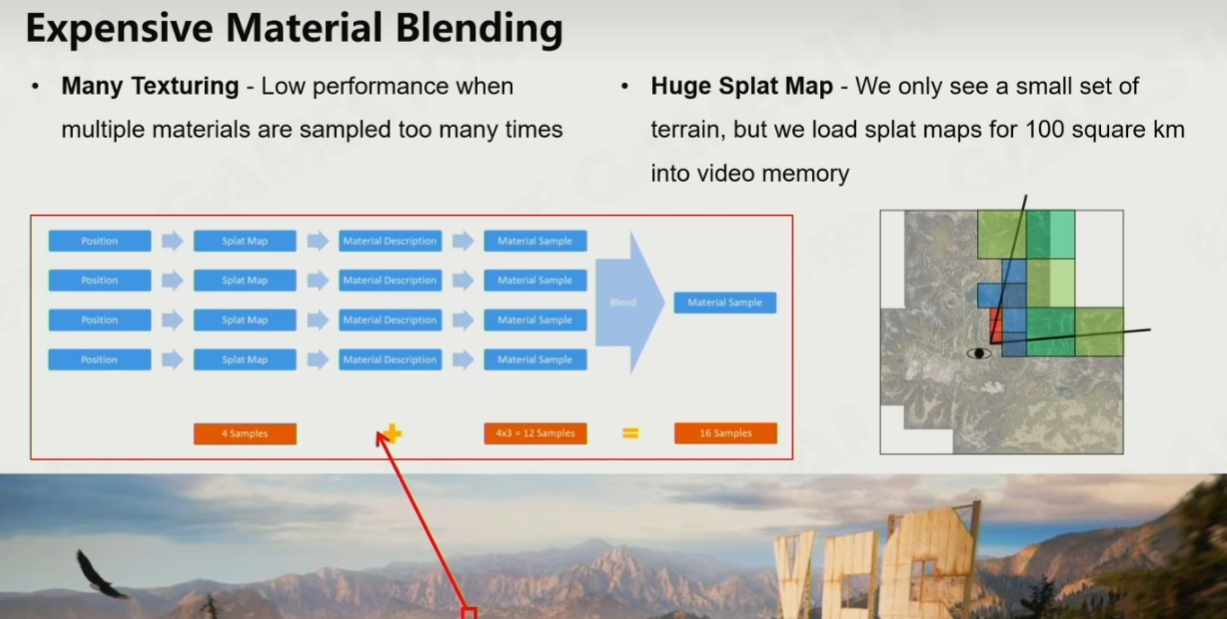 Expensive Material Blending
• Many Texturing - Low performance when
multiple materials are sampled too many times
• Huge Splat Map - We only see a small set of
terrain, but we load splat maps for 100 square km
into video memory
Position Splat Map Material Description Material Sample
Position Splat Map Material Description Material Sample
Blend Material Sample
Position Splat Map Material Description Material Sample
Position Splat Map Material Description Material Sample
4 Samples + 4x3 = 12 Samples = 16 Samples